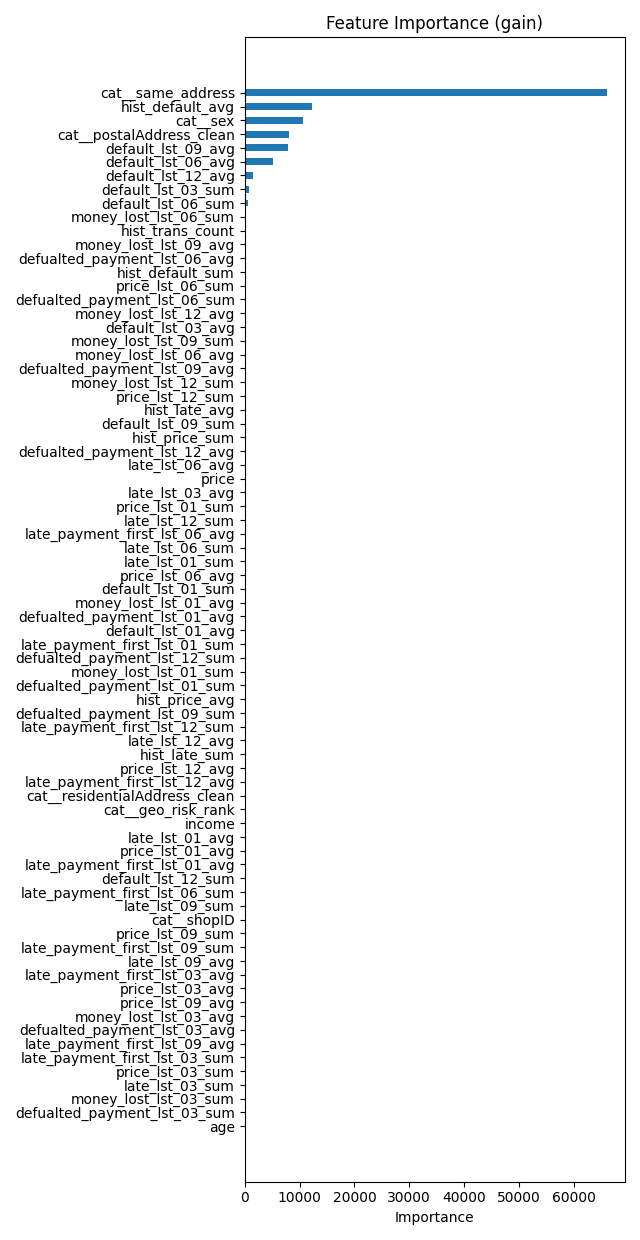 Feature Importance (gain)
cat__same_address
hist_default_avg
cat__sex
cat__postalAddress_clean
default_lst_09_avg
default_lst_06_avg
default_lst_12_avg
default_lst_03_sum
default_lst_06_sum
money_lost_lst_06_sum
hist_trans_count
money_lost_lst_09_avg
defualted_payment_lst_06_avg
hist_default_sum
price_lst_06_sum
defualted_payment_lst_06_sum
money_lost_lst_12_avg
default_lst_03_avg
money_lost_lst_09_sum
money_lost_lst_06_avg
defualted_payment_lst_09_avg
money_lost_lst_12_sum
price_lst_12_sum
hist_late_avg
default_lst_09_sum
hist_price_sum
defualted_payment_lst_12_avg
late_lst_06_avg
price
late_lst_03_avg
price_lst_01_sum
late_lst_12_sum
late_payment_first_lst_06_avg
late_lst_06_sum
late_lst_01_sum
price_lst_06_avg
default_lst_01_sum
money_lost_lst_01_avg
defualted_payment_lst_01_avg
default_lst_01_avg
late_payment_first_lst_01_sum
defualted_payment_lst_12_sum
money_lost_lst_01_sum
defualted_payment_lst_01_sum
hist_price_avg
defualted_payment_lst_09_sum
late_payment_first_lst_12_sum
late_lst_12_avg
hist_late_sum
price_lst_12_avg
late_payment_first_lst_12_avg
cat__residentialAddress_clean
cat__geo_risk_rank
income
late_lst_01_avg
price_lst_01_avg
late_payment_first_lst_01_avg
default_lst_12_sum
late_payment_first_lst_06_sum
late_lst_09_sum
cat__shopID
price_lst_09_sum
late_payment_first_lst_09_sum
late_lst_09_avg
late_payment_first_lst_03_avg
price_lst_03_avg
price_lst_09_avg
money_lost_lst_03_avg
defualted_payment_lst_03_avg
late_payment_first_lst_09_avg
late_payment_first_lst_03_sum
price_lst_03_sum
late_lst_03_sum
money_lost_lst_03_sum
defualted_payment_lst_03_sum
age
0 10000 20000 30000 40000 50000 60000
Importance